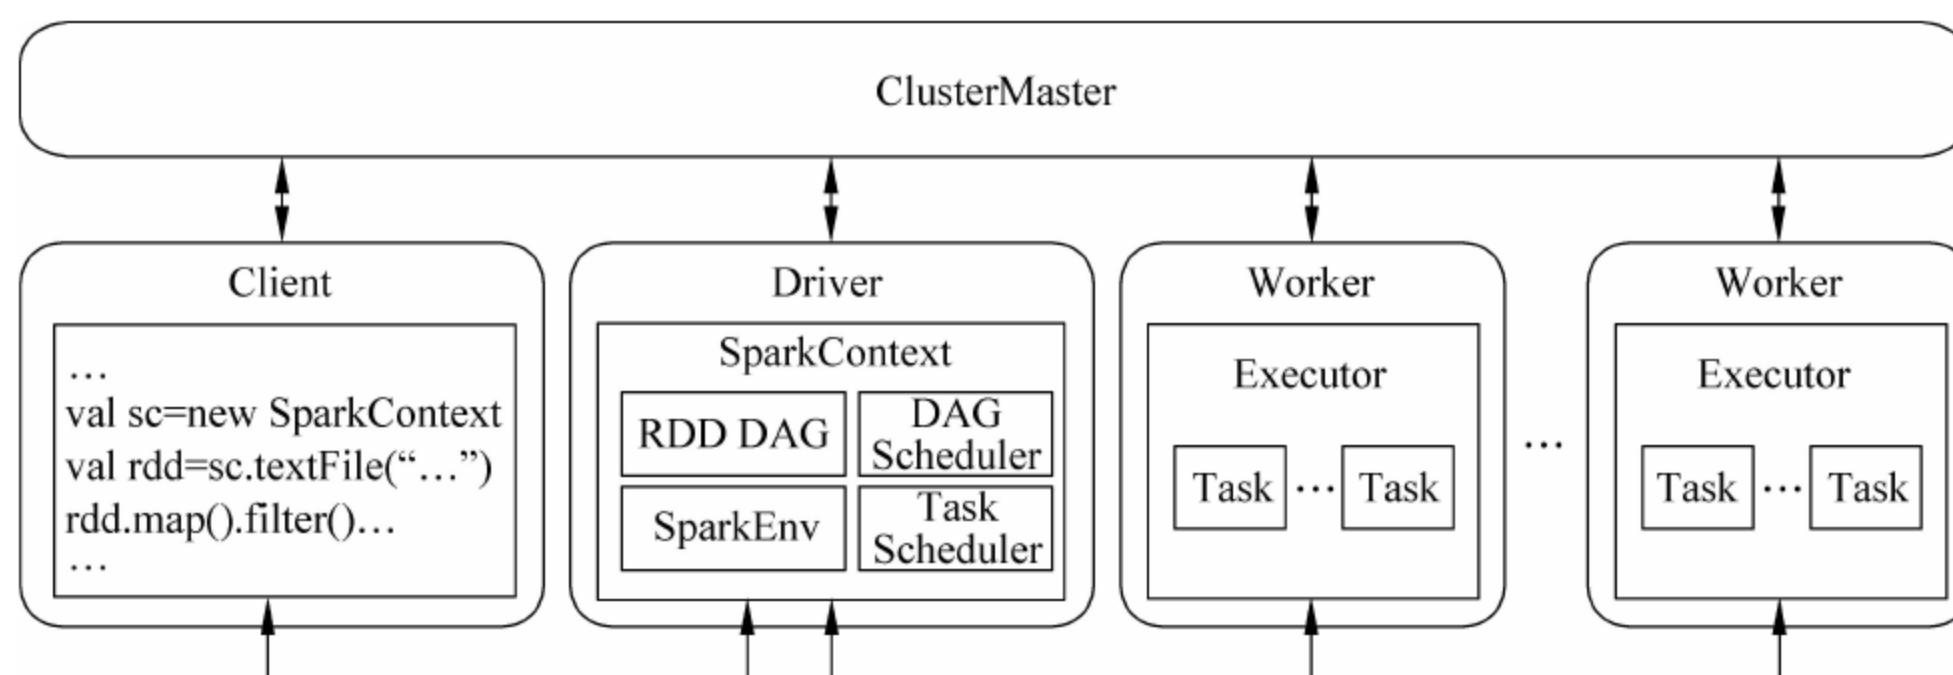 ClusterMaster
Client
…
val sc=new SparkContext
val rdd=sc.textFile(“…”)
rdd.map().filter()…
…
Driver
SparkContext
RDD DAG
DAG
Scheduler
SparkEnv
Task
Scheduler
Worker
Executor
Task … Task
…
Worker
Executor
Task … Task